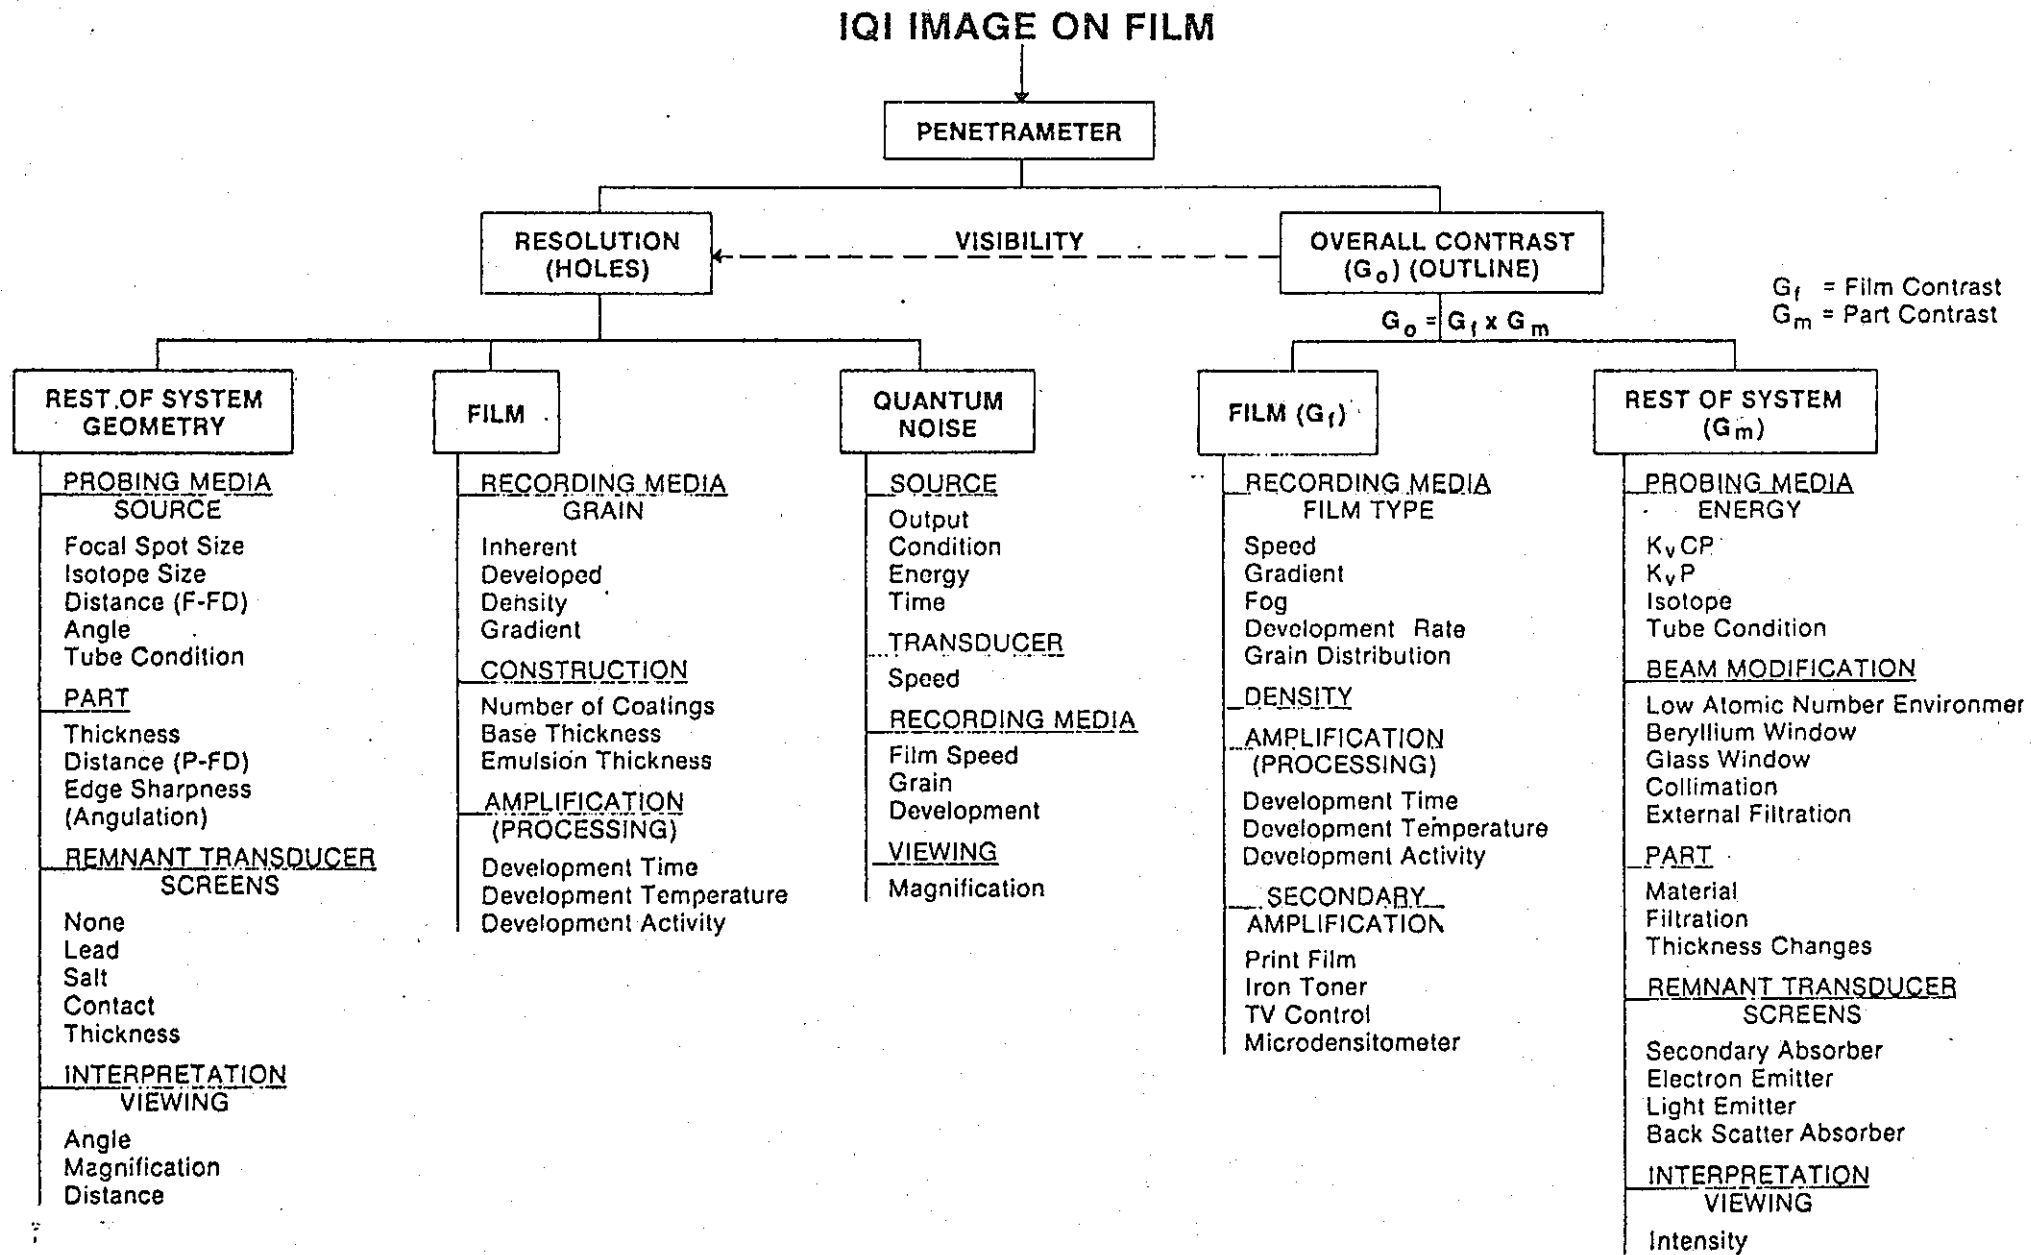 IQI IMAGE ON FILM
PENETRAMETER
RESOLUTION
(HOLES)
VISIBILITY
OVERALL CONTRAST
(Go) (OUTLINE)
Gf = Film Contrast
Gm = Part Contrast
Go = Gf x Gm
REST OF SYSTEM
GEOMETRY
PROBING MEDIA
SOURCE
Focal Spot Size
Isotope Size
Distance (F-FD)
Angle
Tube Condition
PART
Thickness
Distance (P-FD)
Edge Sharpness
(Angulation)
REMNANT TRANSDUCER
SCREENS
None
Lead
Salt
Contact
Thickness
INTERPRETATION
VIEWING
Angle
Magnification
Distance
FILM
RECORDING MEDIA
GRAIN
Inherent
Developed
Density
Gradient
CONSTRUCTION
Number of Coatings
Base Thickness
Emulsion Thickness
AMPLIFICATION
(PROCESSING)
Development Time
Development Temperature
Development Activity
QUANTUM
NOISE
SOURCE
Output
Condition
Energy
Time
TRANSDUCER
Speed
RECORDING MEDIA
Film Speed
Grain
Development
VIEWING
Magnification
FILM (Gf)
RECORDING MEDIA
FILM TYPE
Speed
Gradient
Fog
Development Rate
Grain Distribution
DENSITY
AMPLIFICATION
(PROCESSING)
Development Time
Development Temperature
Development Activity
SECONDARY
AMPLIFICATION
Print Film
Iron Toner
TV Control
Microdensitometer
REST OF SYSTEM
(Gm)
PROBING MEDIA
ENERGY
KvCP
KvP
Isotope
Tube Condition
BEAM MODIFICATION
Low Atomic Number Environmer
Beryllium Window
Glass Window
Collimation
External Filtration
PART
Material
Filtration
Thickness Changes
REMNANT TRANSDUCER
SCREENS
Secondary Absorber
Electron Emitter
Light Emitter
Back Scatter Absorber
INTERPRETATION
VIEWING
Intensity